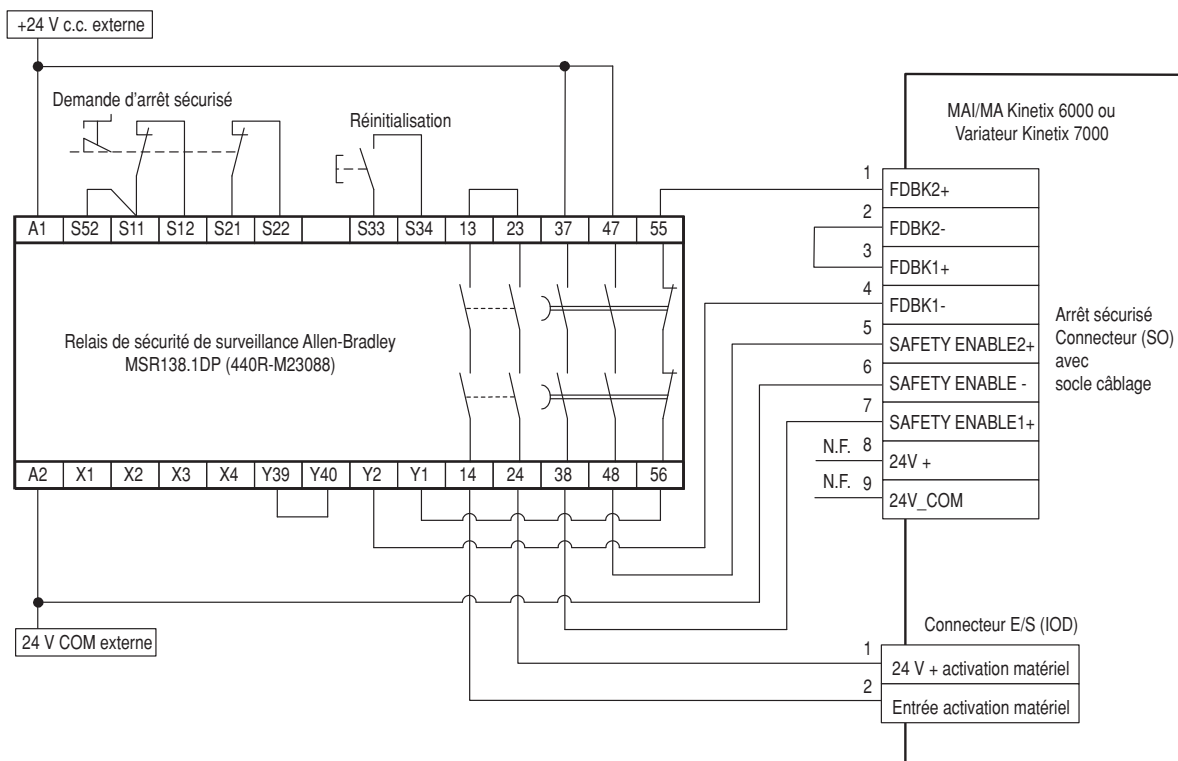 +24 V c.c. externe
Demande d'arrêt sécurisé
Réinitialisation
A1 S52 S11 S12 S21 S22 S33 S34 13 23 37 47 55
Relais de sécurité de surveillance Allen-Bradley
MSR138.1DP (440R-M23088)
A2 X1 X2 X3 X4 Y39 Y40 Y2 Y1 14 24 38 48 56
24 V COM externe
MAI/MA Kinetix 6000 ou
Variateur Kinetix 7000
1 FDBK2+
2 FDBK2-
3 FDBK1+
4 FDBK1-
5 SAFETY ENABLE2+
6 SAFETY ENABLE -
7 SAFETY ENABLE1+
N.F. 8 24V +
N.F. 9 24V_COM
Arrêt sécurisé
Connecteur (SO)
avec
socle câblage
Connecteur E/S (IOD)
1 24 V + activation matériel
2 Entrée activation matériel